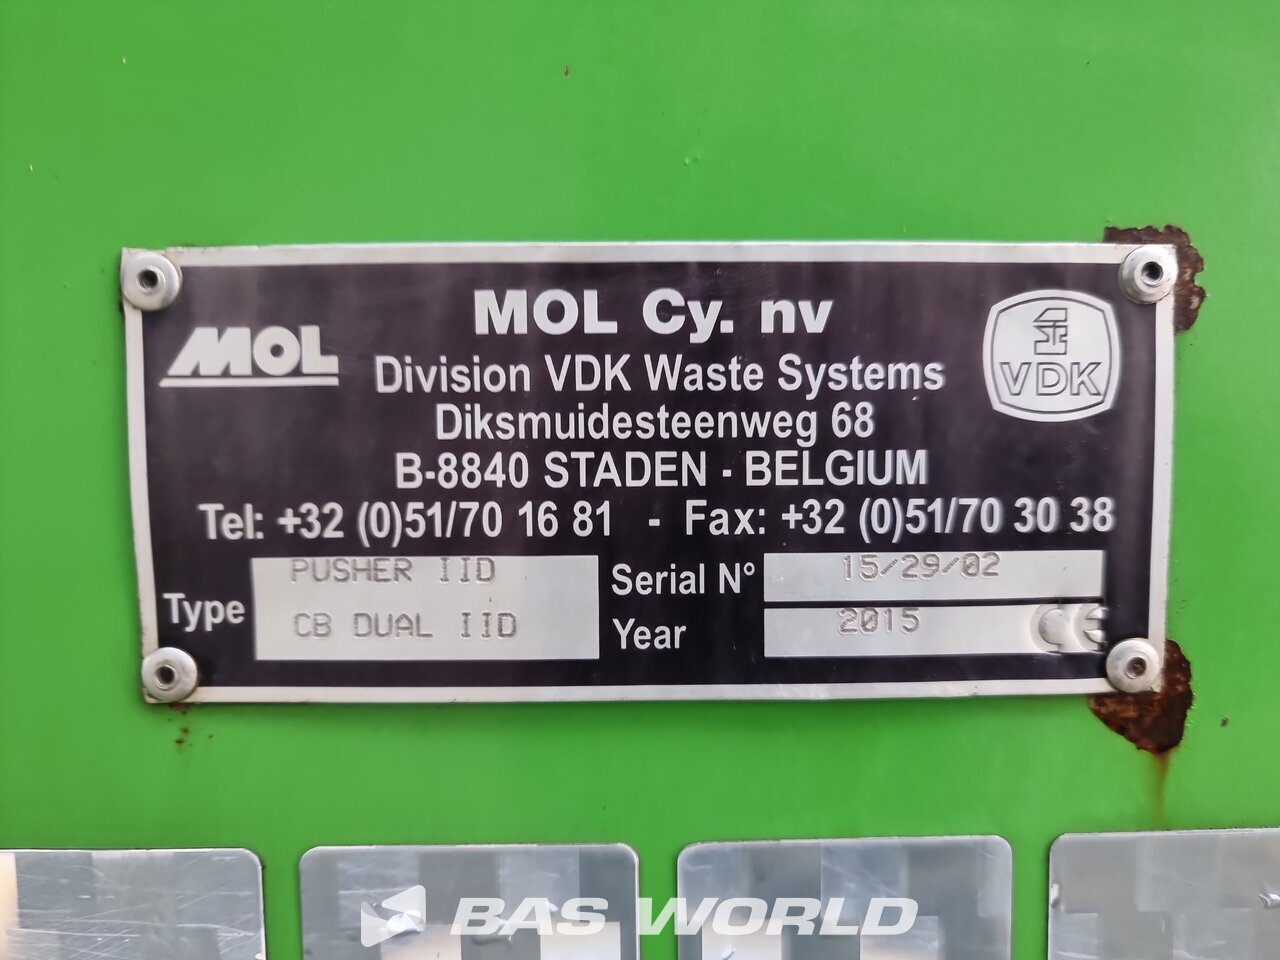 MOL
MOL Cy. nv
VDK
Division VDK Waste Systems
Diksmuidesteenweg 68
B-8840 STADEN - BELGIUM
Tel: +32 (0)51/70 16 81 - Fax: +32 (0)51/70 30 38
Type
PUSHER IID
CB DUAL IID
Serial N° 15-29-02
Year 2015 CE
BAS WORLD